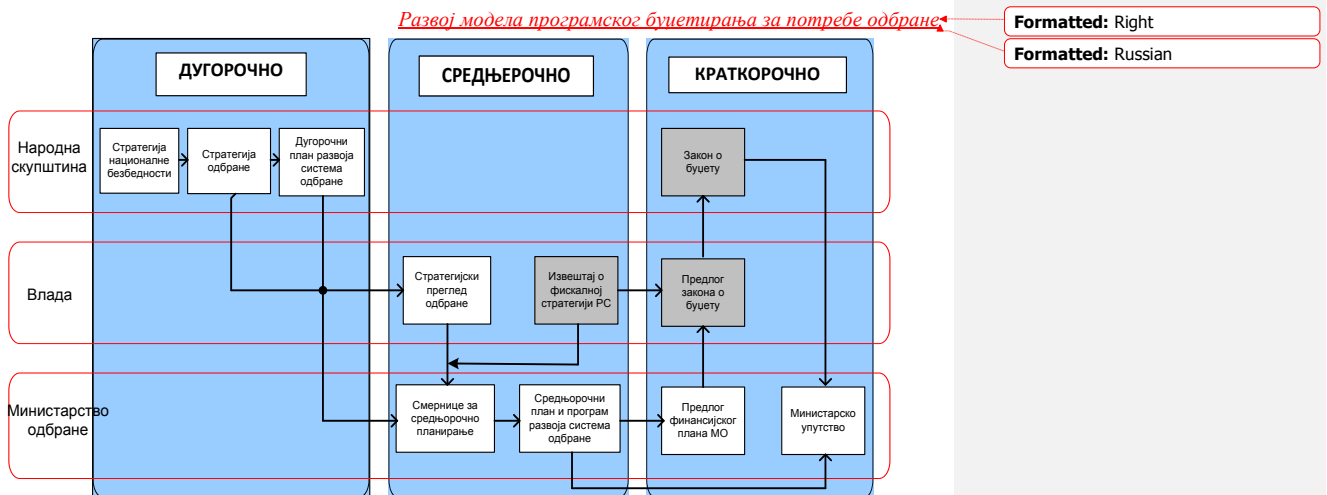 Развој модела програмског буџетирања за потребе одбране
Formatted: Right
Formatted: Russian
ДУГОРОЧНО
СРЕДЊЕРОЧНО
КРАТКОРОЧНО
Народна
скупштина
Стратегија
националне
безбедности
Стратегија
одбране
Дугорочни
план развоја
система
одбране
Закон о
буџету
Влада
Стратегијски
преглед
одбране
Извештај о
фискалној
стратегији РС
Предлог
закона о
буџету
Министарство
одбране
Смернице за
средњорочно
планирање
Средњорочни
план и програм
развоја система
одбране
Предлог
финансијског
плана МО
Министарско
упутство